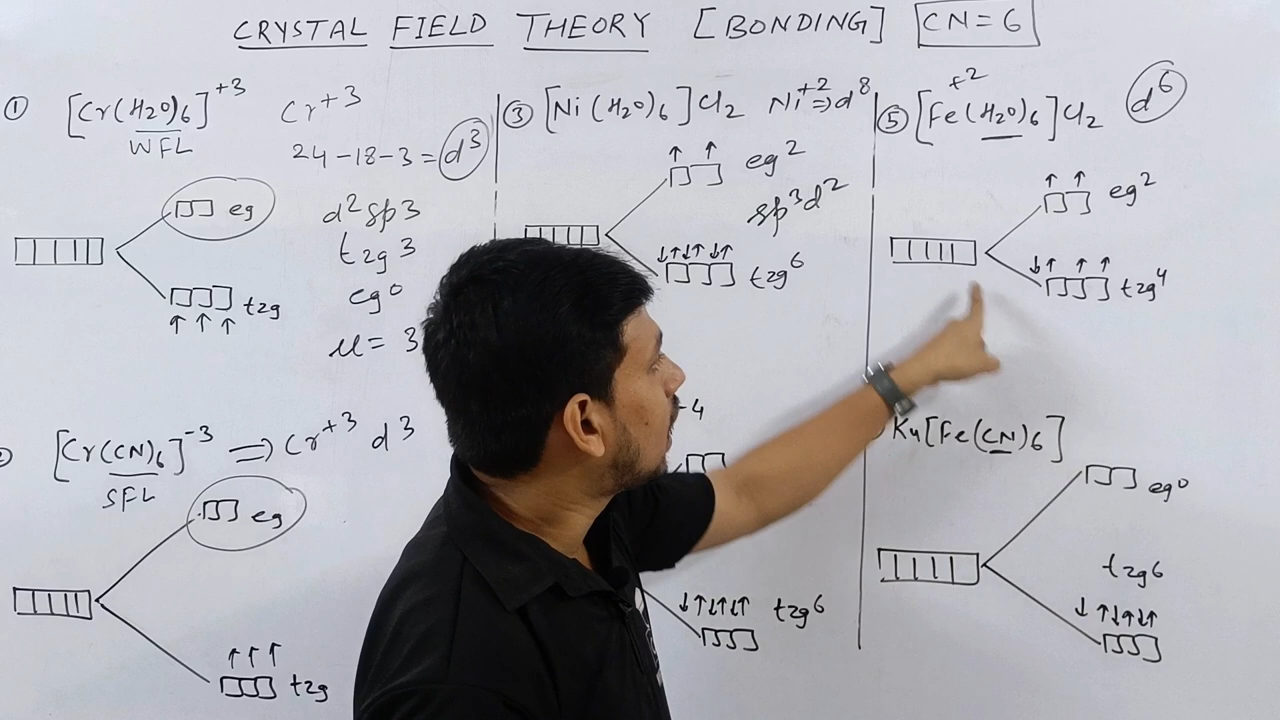 CRYSTAL FIELD THEORY [BONDING] CN=6
① [Cr(H2O)6]+3 Cr+3
WFL
24-18-3=d3
eg
t2g
d2sp3
t2g3
eg0
μ= 3
[Cr(CN)6]-3 ⇒ Cr+3 d3
SFL
eg
t2g
③ [Ni(H2O)6]Cl2 Ni+2⇒d8
eg2
sp3d2
t2g6
-4
t2g6
⑤ [Fe(H2O)6]Cl2 d6
+2
eg2
t2g4
K4[Fe(CN)6]
eg0
t2g6